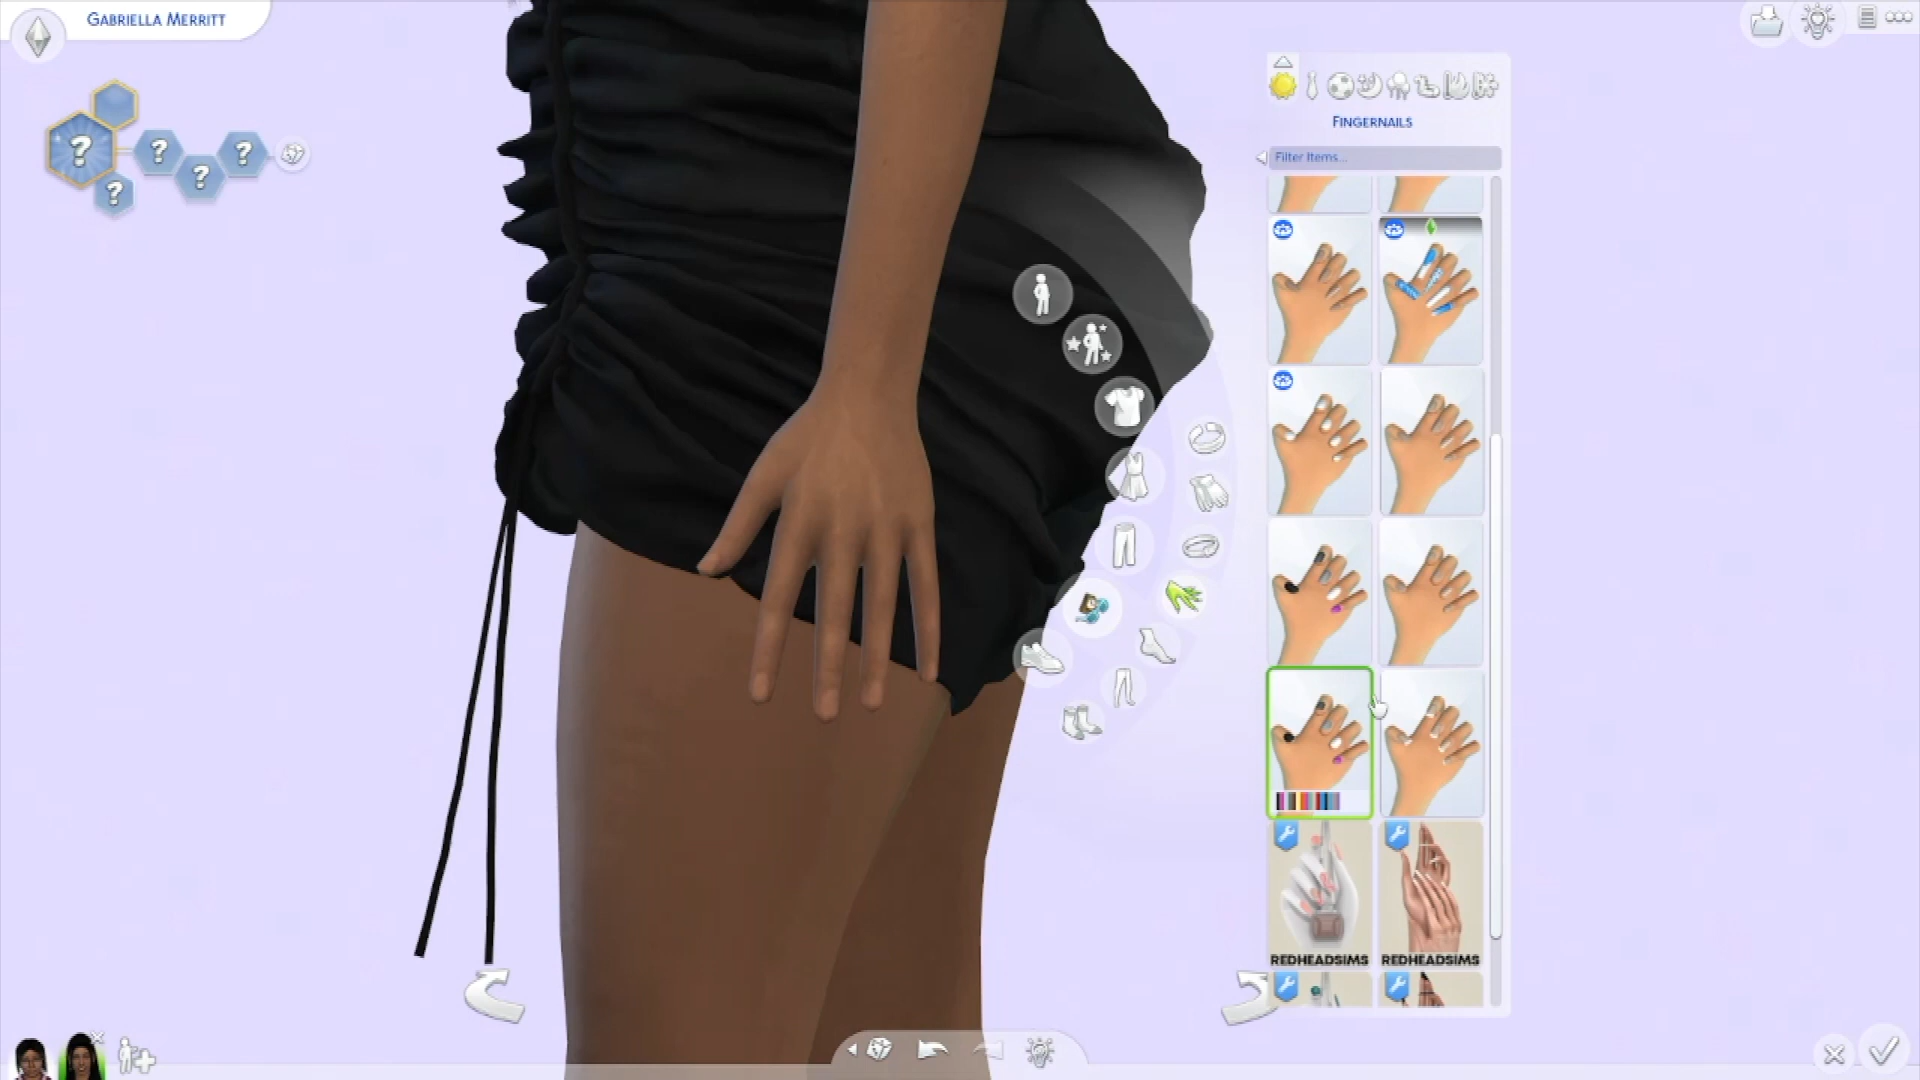 GABRIELLA MERRITT
FINGERNAILS
Filter Items...
REDHEADSIMS
REDHEADSIMS